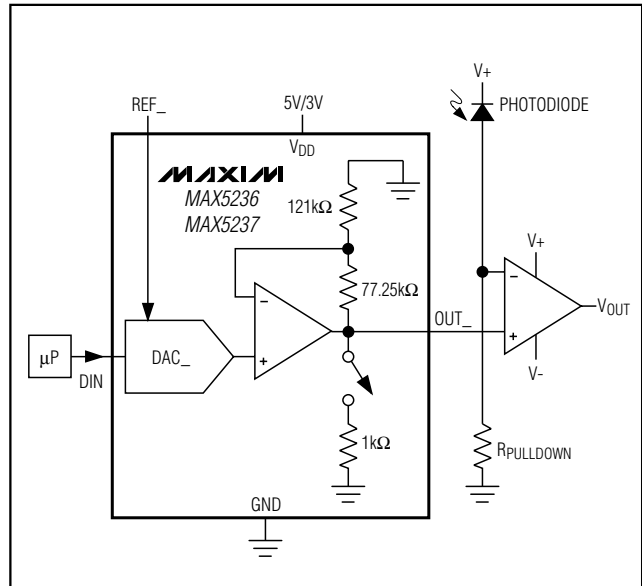 REF_
5V/3V
V+
PHOTODIODE
VDD
MAXIM
MAX5236
MAX5237
121kΩ
77.25kΩ
V+
−
−
OUT_
VOUT
µP
DIN
DAC_
+
+
V-
1kΩ
RPULLDOWN
GND